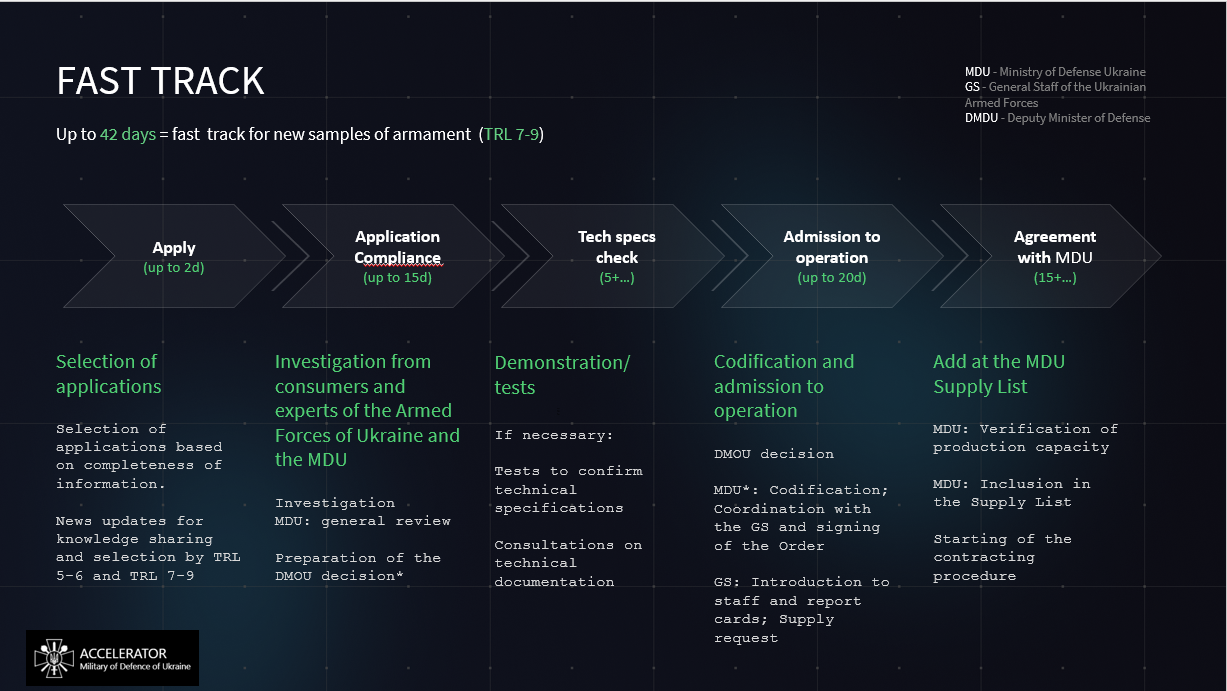 FAST TRACK
MDU - Ministry of Defense Ukraine
GS - General Staff of the Ukrainian
Armed Forces
DMDU - Deputy Minister of Defense
Up to 42 days = fast track for new samples of armament (TRL 7-9)
Apply
(up to 2d)
Application
Compliance
(up to 15d)
Tech specs
check
(5+...)
Admission to
operation
(up to 20d)
Agreement
with MDU
(15+...)
Selection of
applications
Selection of
applications based
on completeness of
information.
News updates for
knowledge sharing
and selection by TRL
5-6 and TRL 7-9
Investigation from
consumers and
experts of the Armed
Forces of Ukraine and
the MDU
Investigation
MDU: general review
Preparation of the
DMOU decision*
Demonstration/
tests
If necessary:
Tests to confirm
technical
specifications
Consultations on
technical
documentation
Codification and
admission to
operation
DMOU decision
MDU*: Codification;
Coordination with
the GS and signing
of the Order
GS: Introduction to
staff and report
cards; Supply
request
Add at the MDU
Supply List
MDU: Verification of
production capacity
MDU: Inclusion in
the Supply List
Starting of the
contracting
procedure
ACCELERATOR
Military of Defence of Ukraine